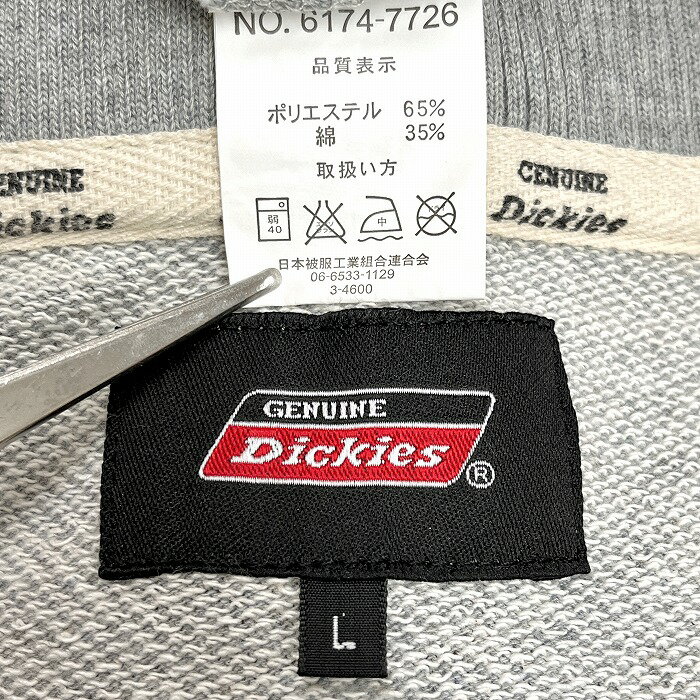 NO. 6174-7726
品質表示
ポリエステル 65%
綿 35%
取扱い方
弱 40
中
日本被服工業組合連合会
06-6533-1129
3-4600
GENUINE
Dickies
CENUINE
Dickies
GENUINE
Dickies ®
L